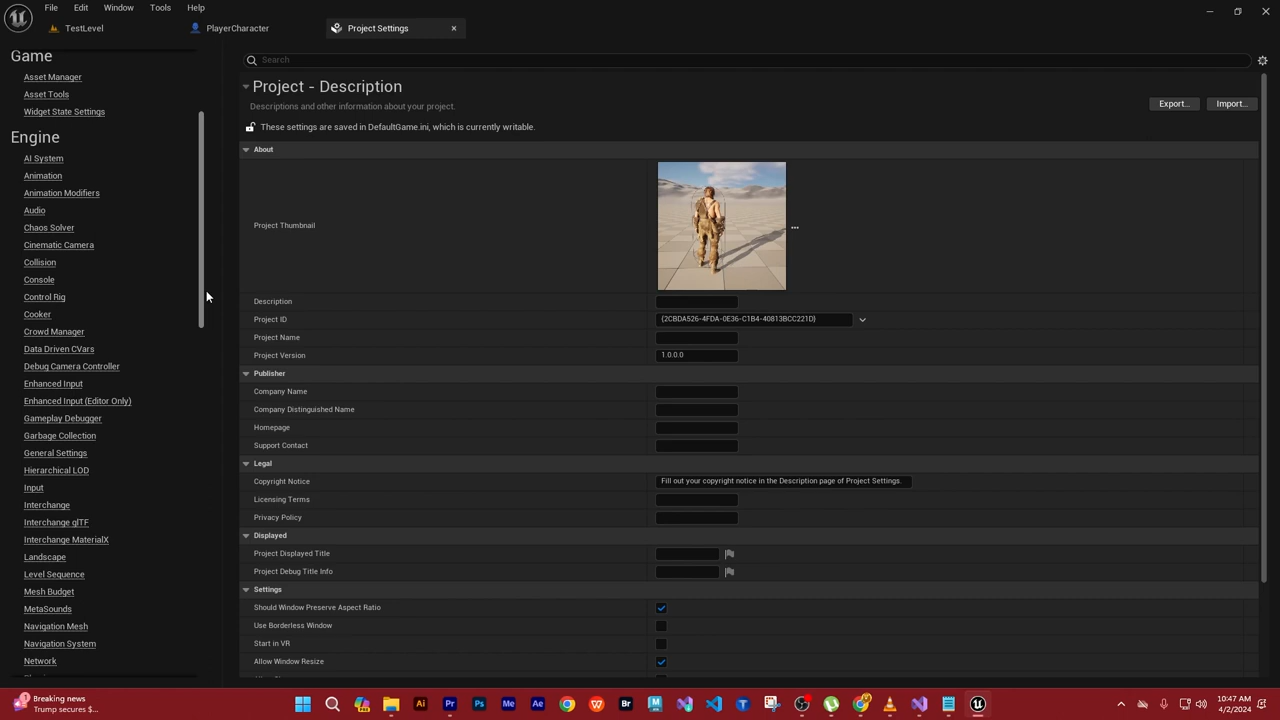 File Edit Window Tools Help
TestLevel PlayerCharacter Project Settings
Game
Asset Manager
Asset Tools
Widget State Settings
Engine
AI System
Animation
Animation Modifiers
Audio
Chaos Solver
Cinematic Camera
Collision
Console
Control Rig
Cooker
Crowd Manager
Data Driven CVars
Debug Camera Controller
Enhanced Input
Enhanced Input (Editor Only)
Gameplay Debugger
Garbage Collection
General Settings
Hierarchical LOD
Input
Interchange
Interchange glTF
Interchange MaterialX
Landscape
Level Sequence
Mesh Budget
MetaSounds
Navigation Mesh
Navigation System
Network
Search
Project - Description
Descriptions and other information about your project.
Export... Import...
These settings are saved in DefaultGame.ini, which is currently writable.
About
Project Thumbnail
Description
Project ID {2CBDA526-4FDA-0E36-C1B4-40813BCC221D}
Project Name
Project Version 1.0.0.0
Publisher
Company Name
Company Distinguished Name
Homepage
Support Contact
Legal
Copyright Notice Fill out your copyright notice in the Description page of Project Settings.
Licensing Terms
Privacy Policy
Displayed
Project Displayed Title
Project Debug Title Info
Settings
Should Window Preserve Aspect Ratio
Use Borderless Window
Start in VR
Allow Window Resize
Breaking news
Trump secures $...
Ai Pr Ps Me Ae Br
10:47 AM
4/2/2024